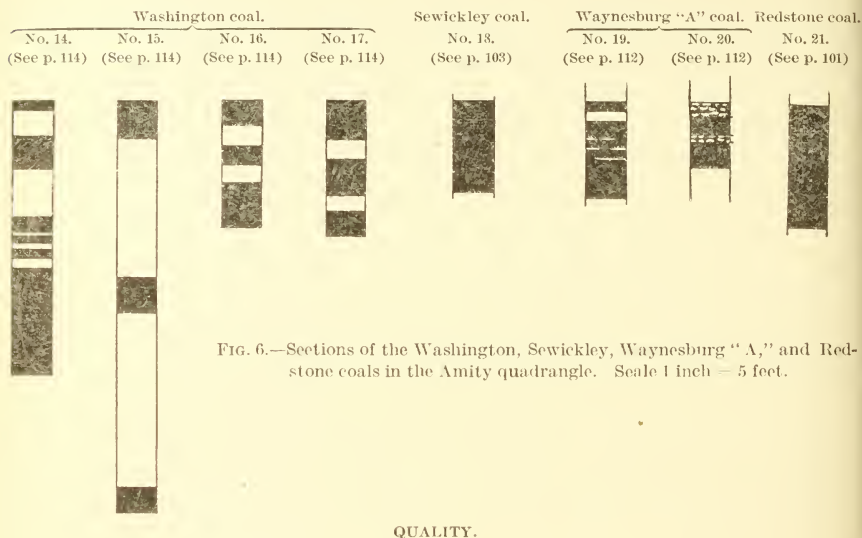 Washington coal. Sewickley coal. Waynesburg "A" coal. Redstone coal.
No. 14. No. 15. No. 16. No. 17. No. 18. No. 19. No. 20. No. 21.
(See p. 114) (See p. 114) (See p. 114) (See p. 114) (See p. 103) (See p. 112) (See p. 112) (See p. 101)
FIG. 6.—Sections of the Washington, Sewickley, Waynesburg "A," and Red-
stone coals in the Amity quadrangle. Scale 1 inch = 5 feet.
QUALITY.